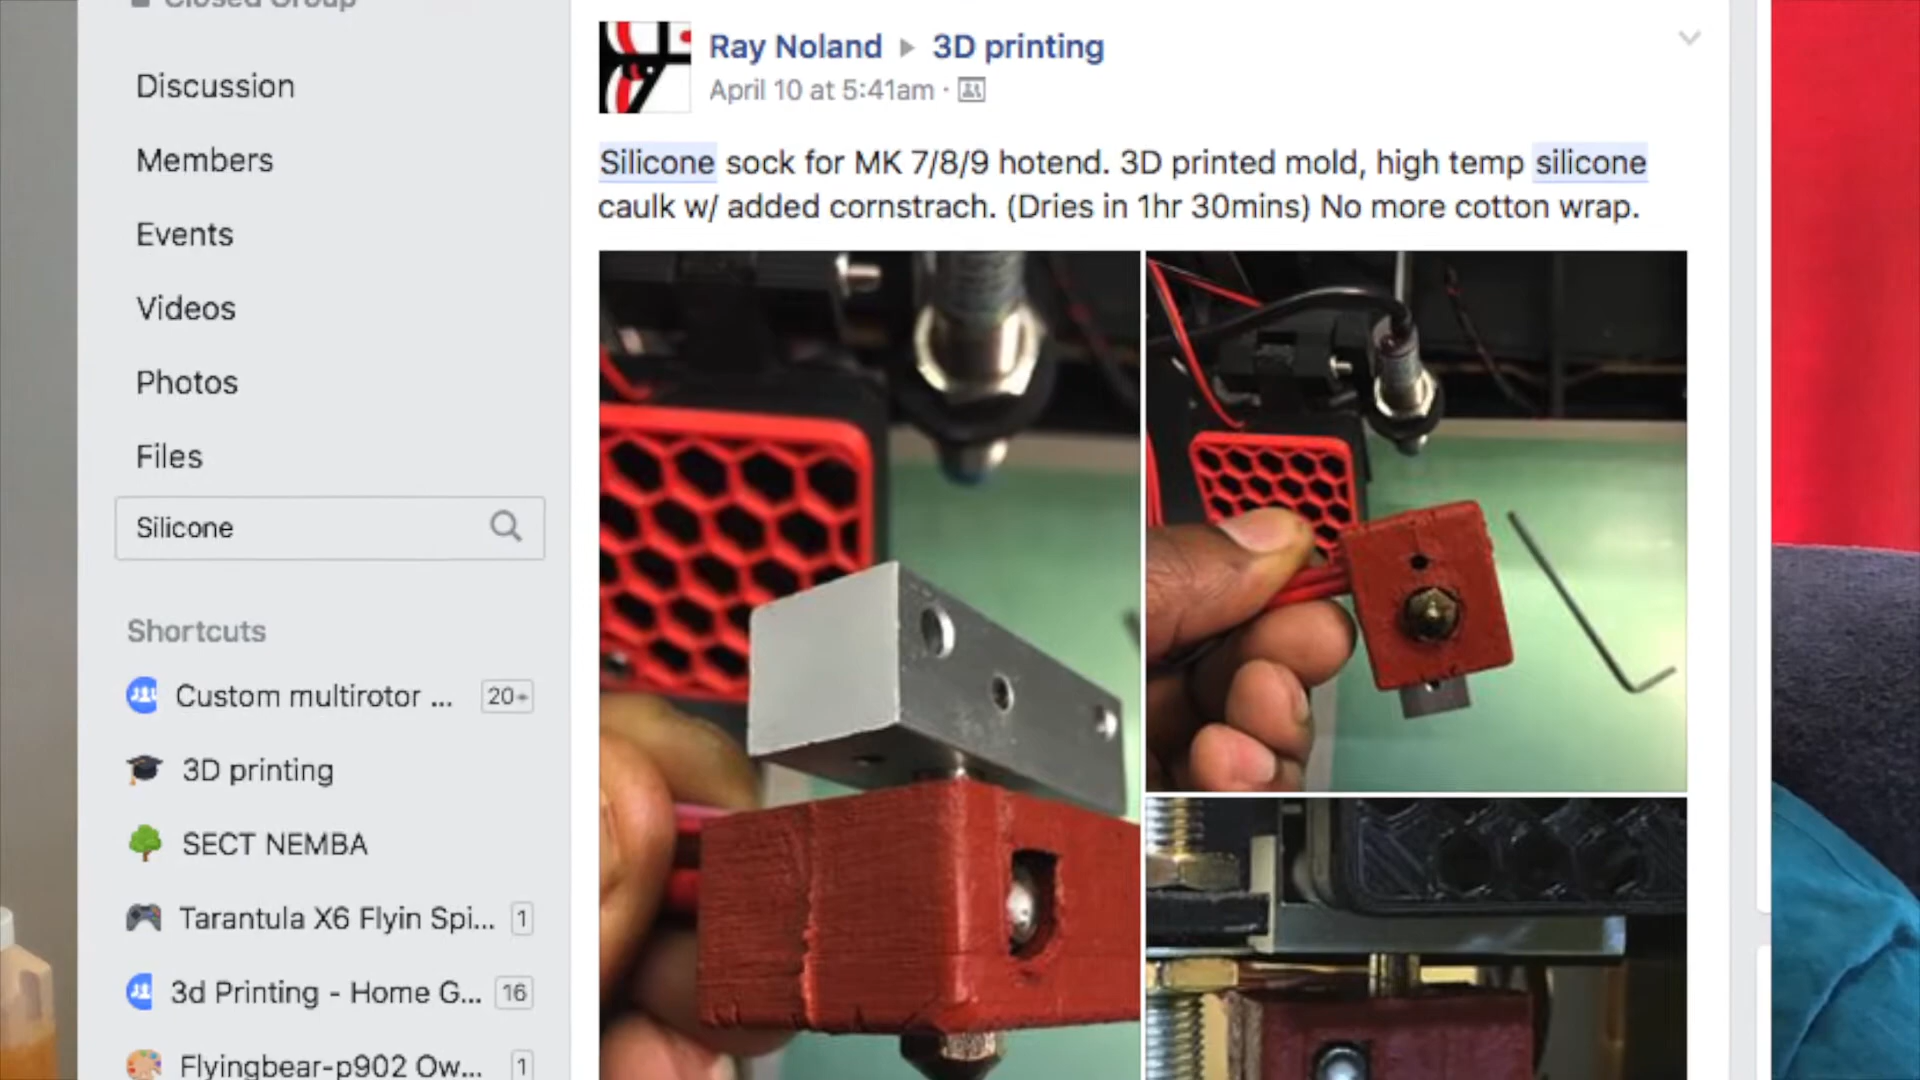 Closed Group
Discussion
Members
Events
Videos
Photos
Files
Silicone
Shortcuts
Custom multirotor ... 20+
3D printing
SECT NEMBA
Tarantula X6 Flyin Spi... 1
3d Printing - Home G... 16
Flyingbear-p902 Ow... 1
Ray Noland ▸ 3D printing
April 10 at 5:41am ·
Silicone sock for MK 7/8/9 hotend. 3D printed mold, high temp silicone
caulk w/ added cornstrach. (Dries in 1hr 30mins) No more cotton wrap.